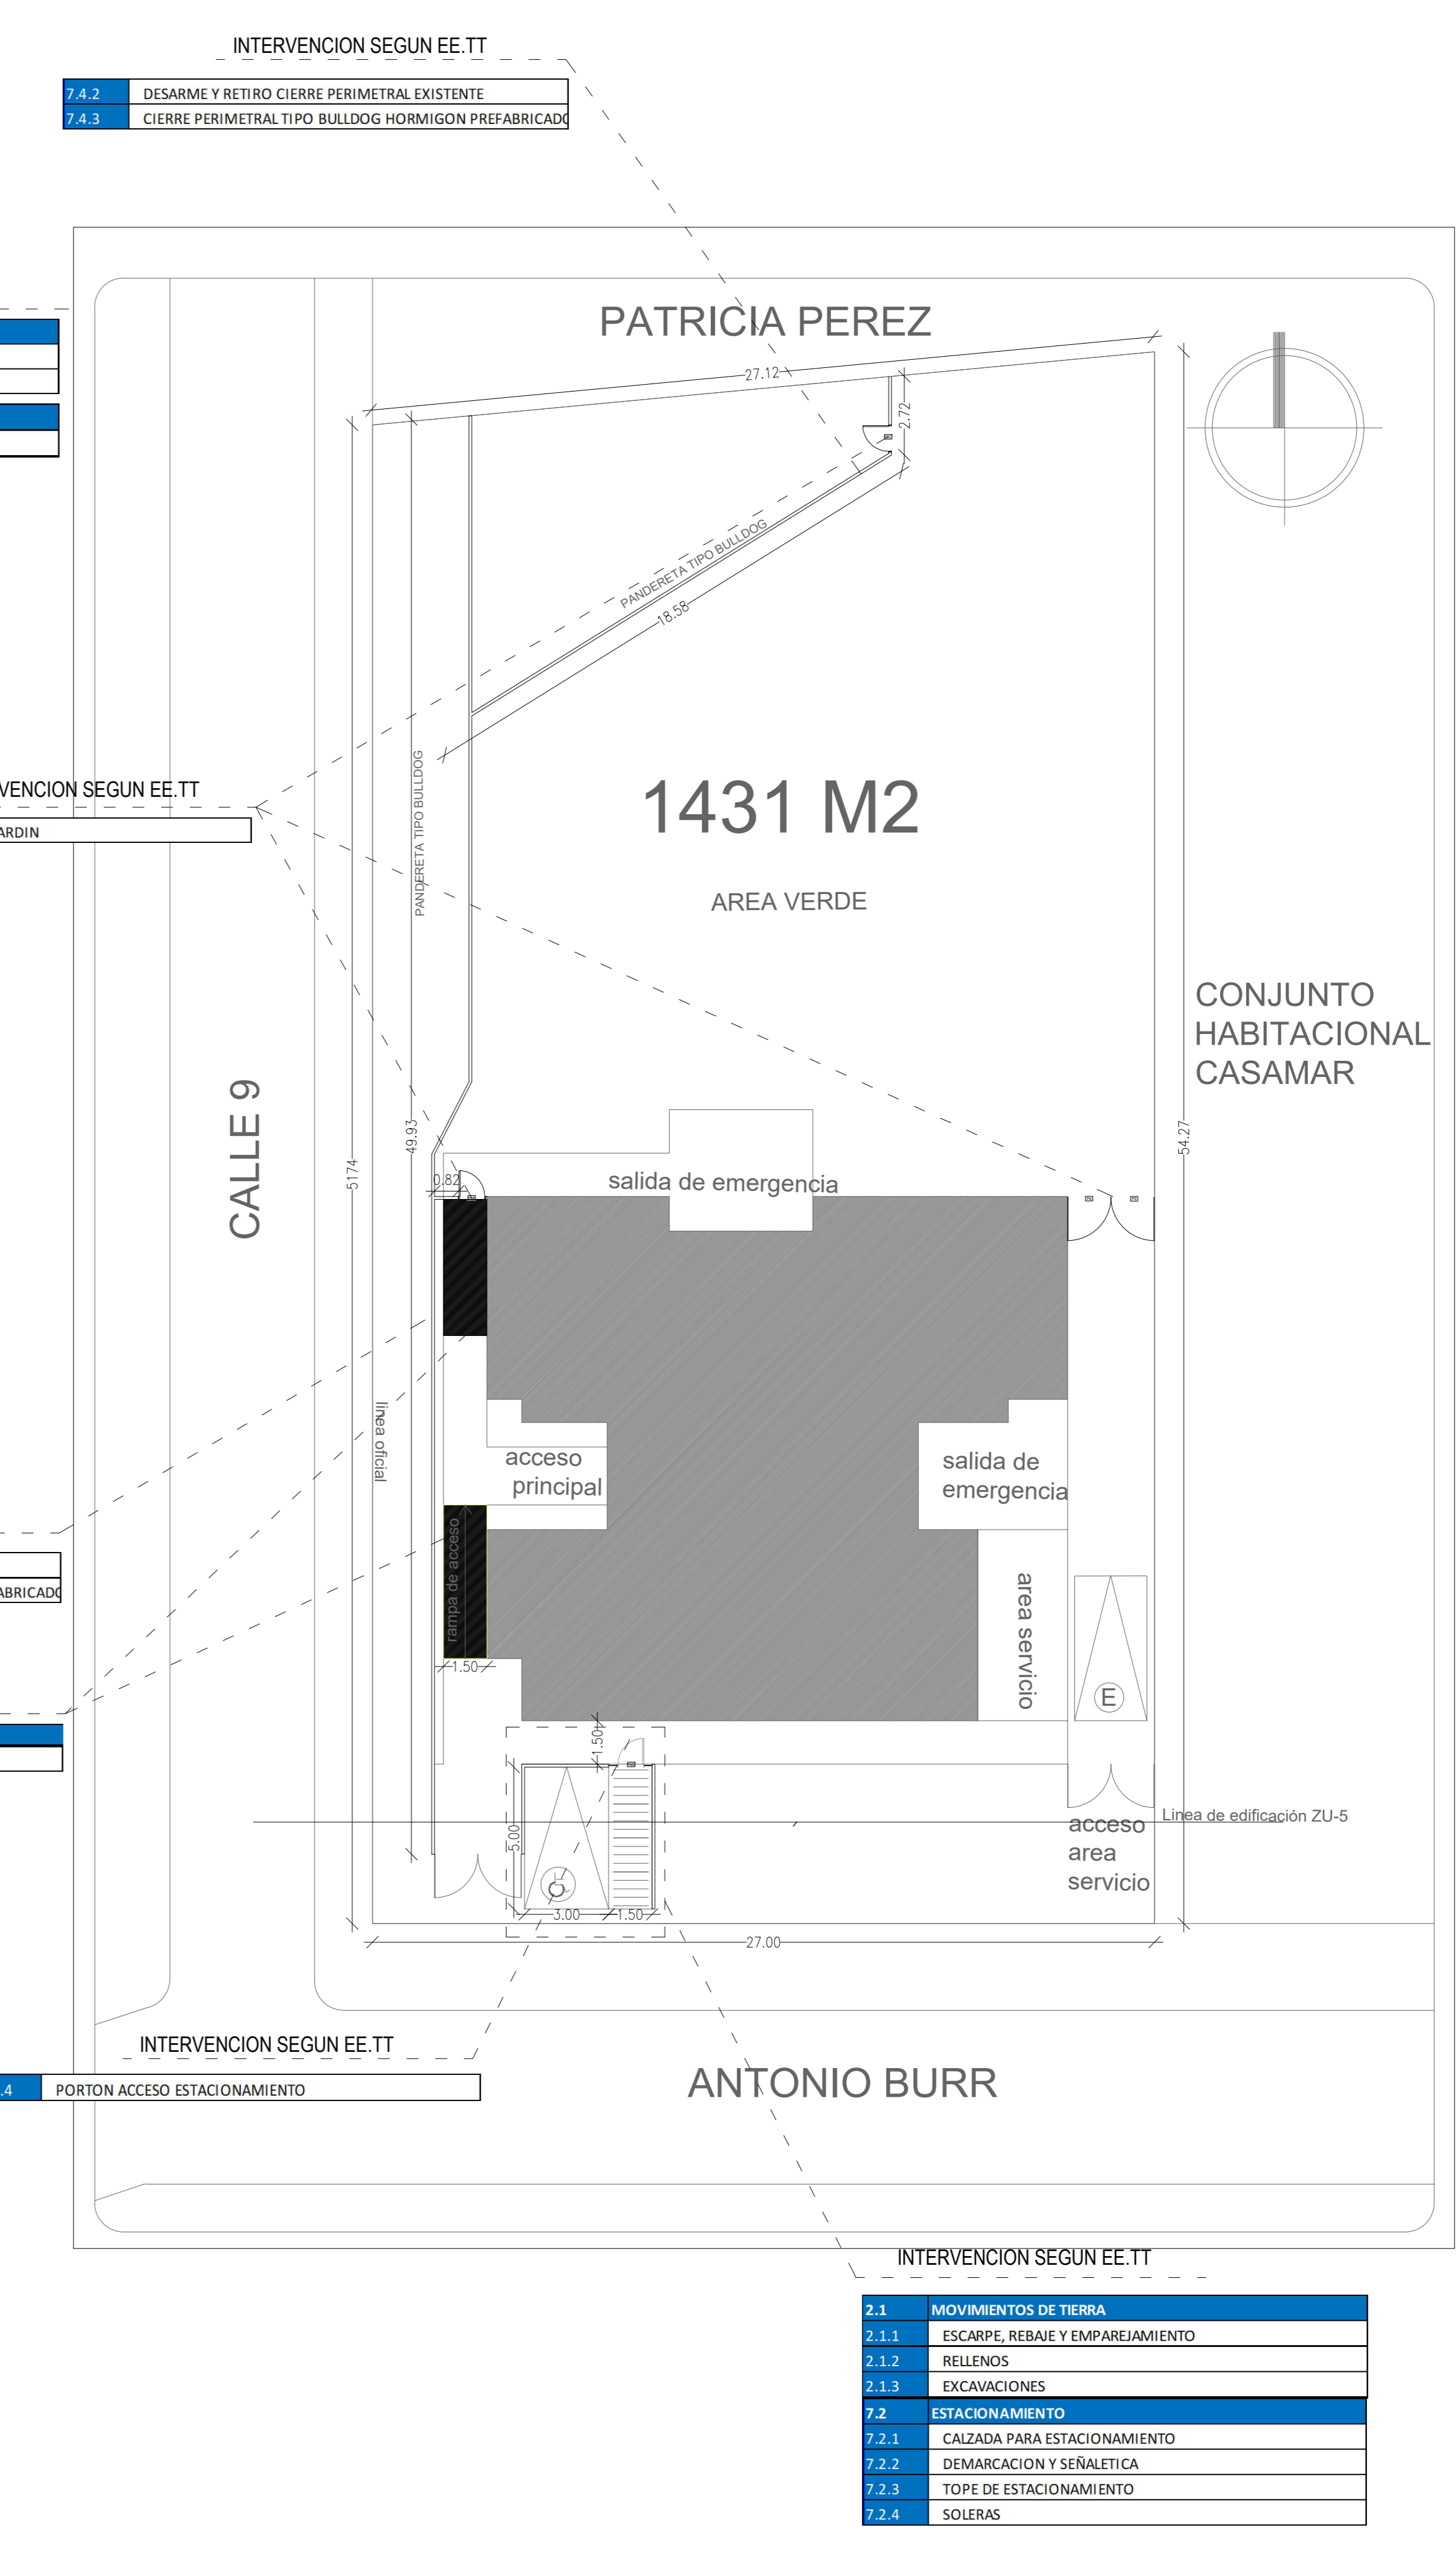 INTERVENCION SEGUN EE.TT
7.4.2 DESARME Y RETIRO CIERRE PERIMETRAL EXISTENTE
7.4.3 CIERRE PERIMETRAL TIPO BULLDOG HORMIGON PREFABRICADO
PATRICIA PEREZ
27.12
2.72
PANDERETA TIPO BULLDOG
18.58
VENCION SEGUN EE.TT
ARDIN
PANDERETA TIPO BULLDOG
1431 M2
AREA VERDE
CONJUNTO
HABITACIONAL
CASAMAR
CALLE 9
5174
49.93
54.27
0.82
salida de emergencia
linea oficial
acceso
principal
salida de
emergencia
rampa de acceso
area servicio
ABRICADO
1.50
E
1.50
5.00
Linea de edificación ZU-5
acceso
area
servicio
3.00
1.50
27.00
INTERVENCION SEGUN EE.TT
.4 PORTON ACCESO ESTACIONAMIENTO
ANTONIO BURR
INTERVENCION SEGUN EE.TT
2.1 MOVIMIENTOS DE TIERRA
2.1.1 ESCARPE, REBAJE Y EMPAREJAMIENTO
2.1.2 RELLENOS
2.1.3 EXCAVACIONES
7.2 ESTACIONAMIENTO
7.2.1 CALZADA PARA ESTACIONAMIENTO
7.2.2 DEMARCACION Y SEÑALETICA
7.2.3 TOPE DE ESTACIONAMIENTO
7.2.4 SOLERAS